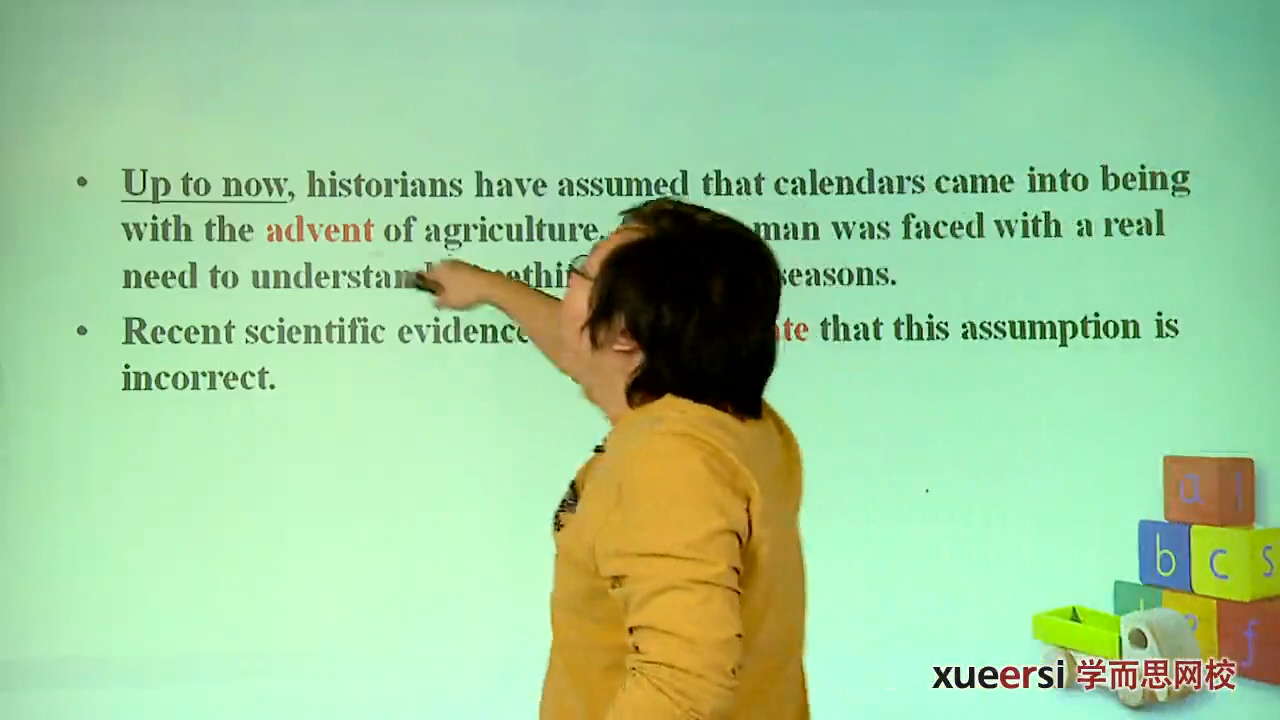 Up to now, historians have assumed that calendars came into being
with the advent of agriculture. man was faced with a real
need to understand seasons.
Recent scientific evidence that this assumption is
incorrect.
a l
b c s
f
xueersi 学而思网校